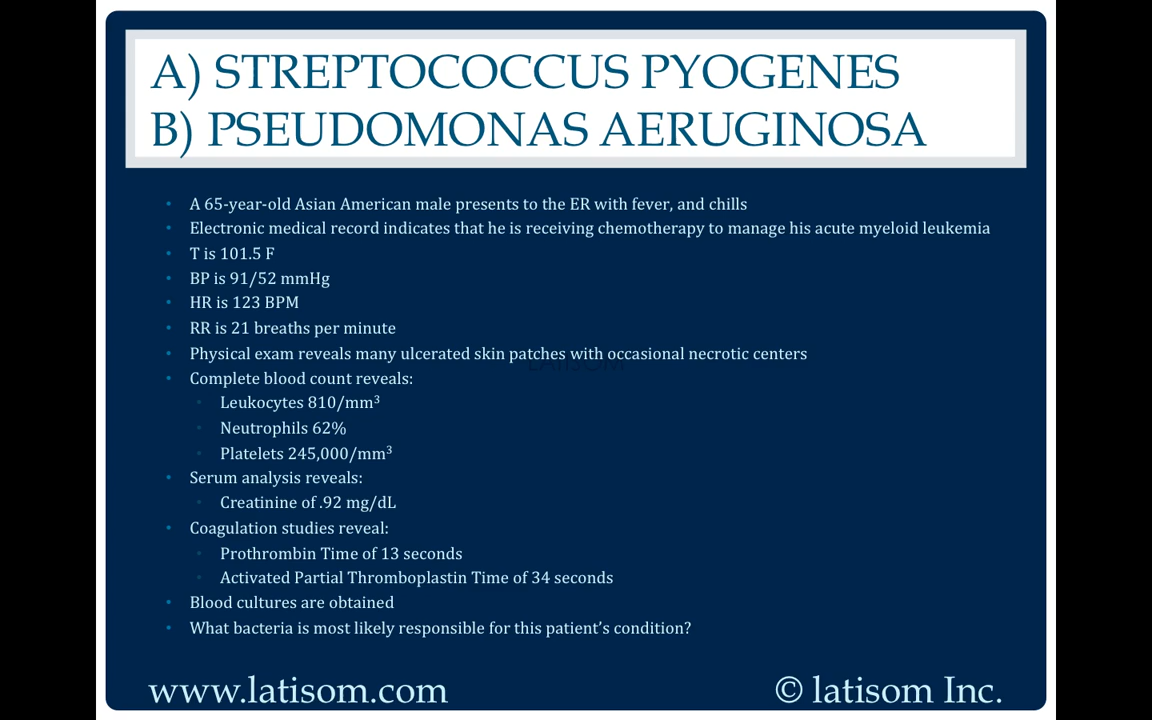 A) STREPTOCOCCUS PYOGENES
B) PSEUDOMONAS AERUGINOSA
• A 65-year-old Asian American male presents to the ER with fever, and chills
• Electronic medical record indicates that he is receiving chemotherapy to manage his acute myeloid leukemia
• T is 101.5 F
• BP is 91/52 mmHg
• HR is 123 BPM
• RR is 21 breaths per minute
• Physical exam reveals many ulcerated skin patches with occasional necrotic centers
LatisOM
• Complete blood count reveals:
• Leukocytes 810/mm³
• Neutrophils 62%
• Platelets 245,000/mm³
• Serum analysis reveals:
• Creatinine of .92 mg/dL
• Coagulation studies reveal:
• Prothrombin Time of 13 seconds
• Activated Partial Thromboplastin Time of 34 seconds
• Blood cultures are obtained
• What bacteria is most likely responsible for this patient’s condition?
www.latisom.com
© latisom Inc.